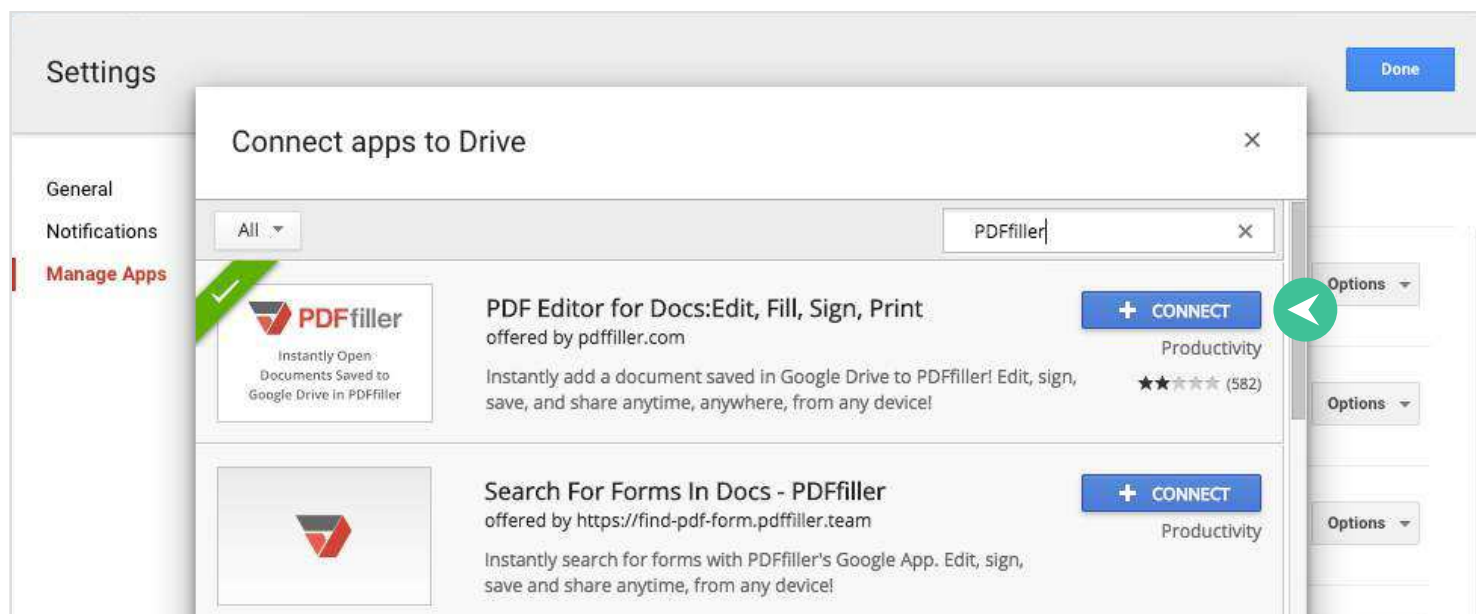 Settings
Done
Connect apps to Drive
General
Notifications
Manage Apps
All
PDFfiller
PDFfiller
Instantly Open
Documents Saved to
Google Drive in PDFfiller
PDF Editor for Docs:Edit, Fill, Sign, Print
offered by pdffiller.com
Instantly add a document saved in Google Drive to PDFfiller! Edit, sign,
save, and share anytime, anywhere, from any device!
+ CONNECT
Productivity
(582)
Options
Options
Search For Forms In Docs - PDFfiller
offered by https://find-pdf-form.pdffiller.team
Instantly search for forms with PDFfiller's Google App. Edit, sign,
save and share anytime, from any device!
+ CONNECT
Productivity
Options